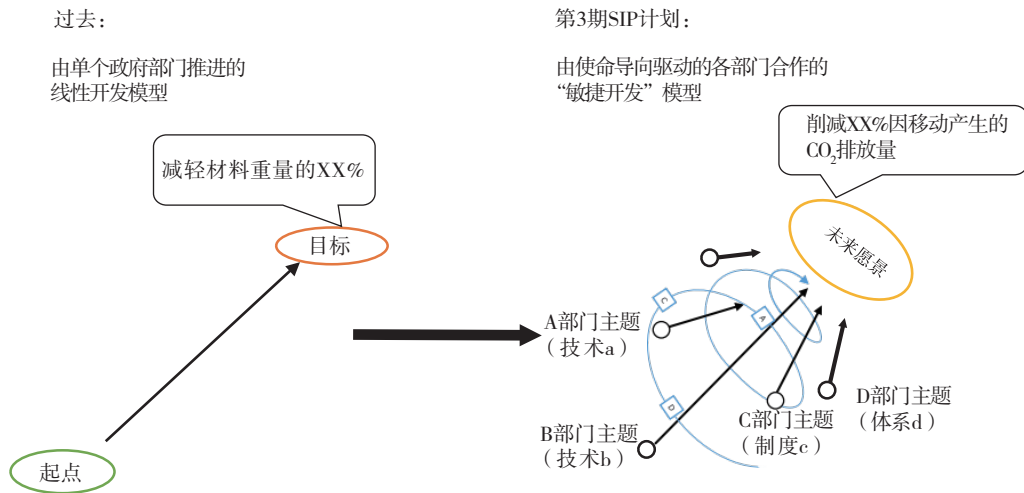 过去：
由单个政府部门推进的
线性开发模型
减轻材料重量的XX%
目标
起点
第3期SIP计划：
由使命导向驱动的各部门合作的
“敏捷开发”模型
削减XX%因移动产生的
CO₂排放量
未来愿景
C
A
D
A部门主题
（技术a）
B部门主题
（技术b）
C部门主题
（制度c）
D部门主题
（体系d）